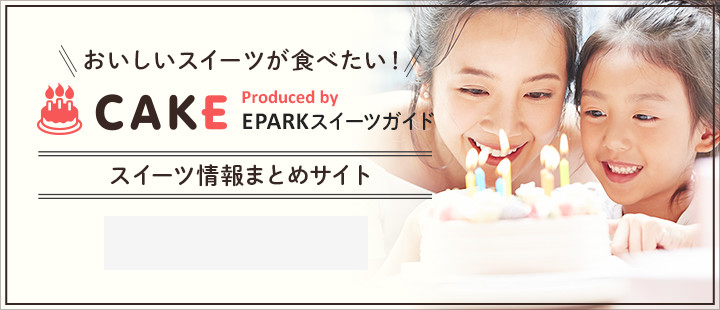 おいしいスイーツが食べたい！
CAKE
Produced by
EPARKスイーツガイド
スイーツ情報まとめサイト